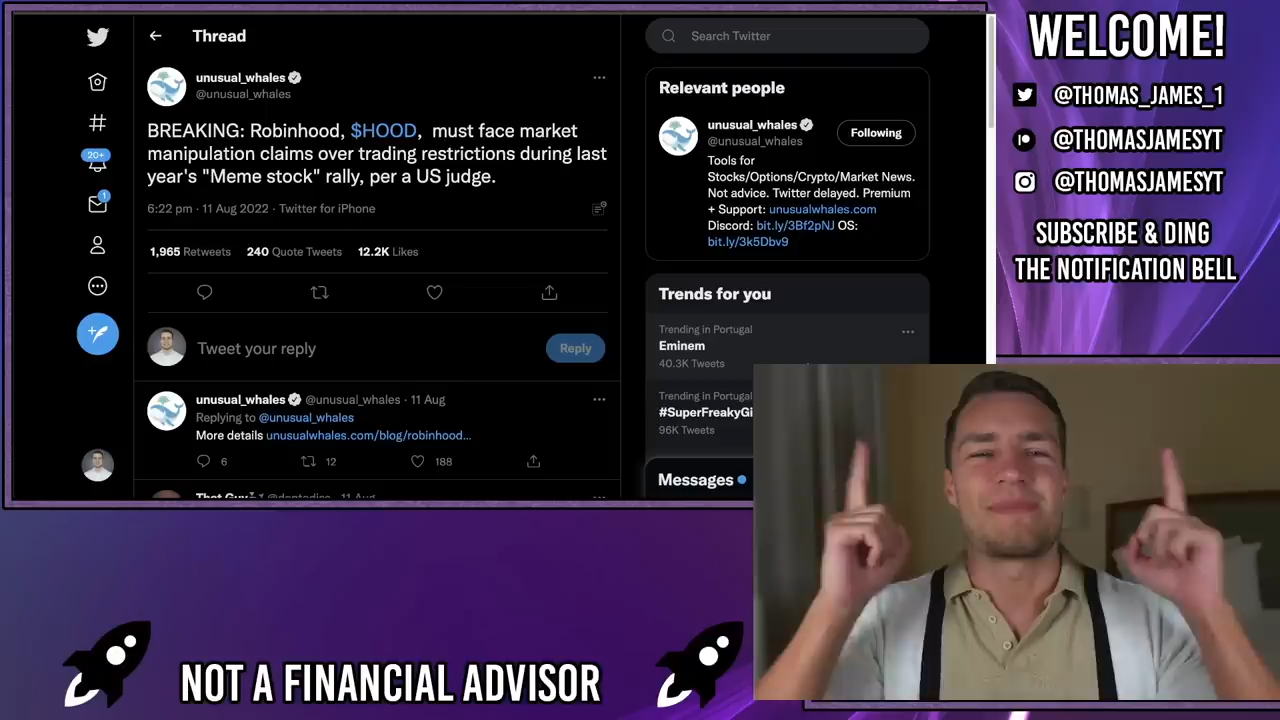 Thread
unusual_whales
@unusual_whales
BREAKING: Robinhood, $HOOD, must face market
manipulation claims over trading restrictions during last
year's "Meme stock" rally, per a US judge.
6:22 pm · 11 Aug 2022 · Twitter for iPhone
1,965 Retweets 240 Quote Tweets 12.2K Likes
Tweet your reply
Reply
unusual_whales @unusual_whales · 11 Aug
Replying to @unusual_whales
More details unusualwhales.com/blog/robinhood...
6 12 188
20+
1
Search Twitter
Relevant people
unusual_whales
@unusual_whales
Following
Tools for
Stocks/Options/Crypto/Market News.
Not advice. Twitter delayed. Premium
+ Support: unusualwhales.com
Discord: bit.ly/3Bf2pNJ OS:
bit.ly/3k5Dbv9
Trends for you
Trending in Portugal
Eminem
40.3K Tweets
Trending in Portugal
#SuperFreakyGi
96K Tweets
Messages
WELCOME!
@THOMAS_JAMES_1
@THOMASJAMESYT
@THOMASJAMESYT
SUBSCRIBE & DING
THE NOTIFICATION BELL
NOT A FINANCIAL ADVISOR